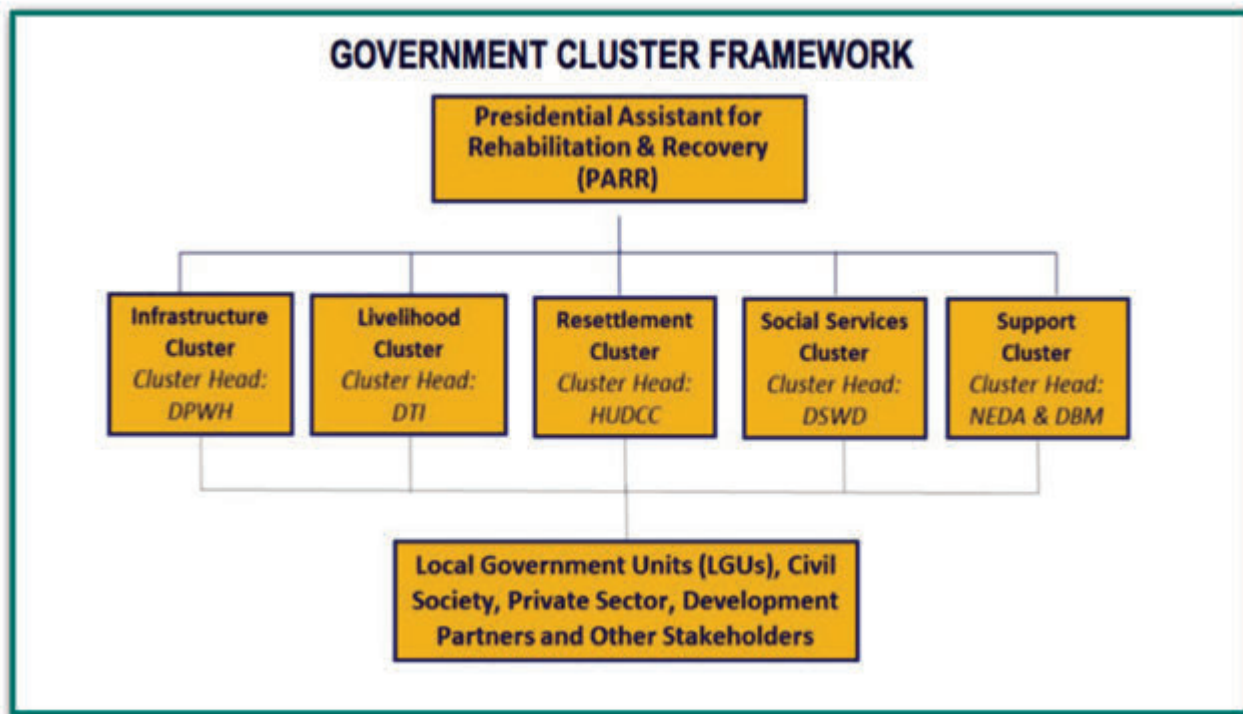 GOVERNMENT CLUSTER FRAMEWORK
Presidential Assistant for
Rehabilitation & Recovery
(PARR)
Infrastructure
Cluster
Cluster Head:
DPWH
Livelihood
Cluster
Cluster Head:
DTI
Resettlement
Cluster
Cluster Head:
HUDCC
Social Services
Cluster
Cluster Head:
DSWD
Support
Cluster
Cluster Head:
NEDA & DBM
Local Government Units (LGUs), Civil
Society, Private Sector, Development
Partners and Other Stakeholders